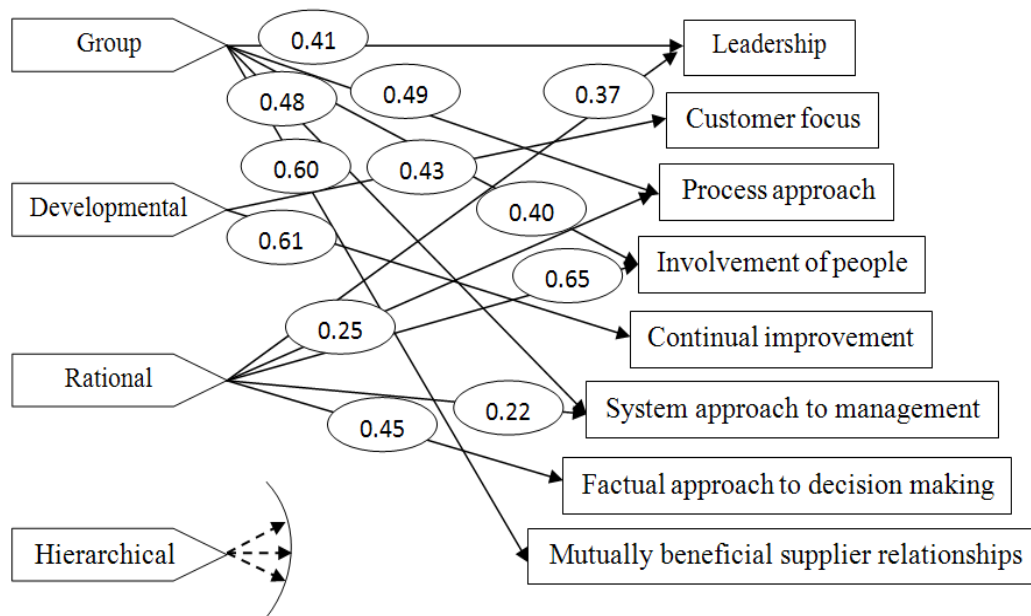 Group
0.41
Leadership
0.37
0.49
0.48
Customer focus
0.60
0.43
Process approach
Developmental
0.40
0.61
Involvement of people
0.65
0.25
Continual improvement
Rational
System approach to management
0.22
0.45
Factual approach to decision making
Hierarchical
Mutually beneficial supplier relationships